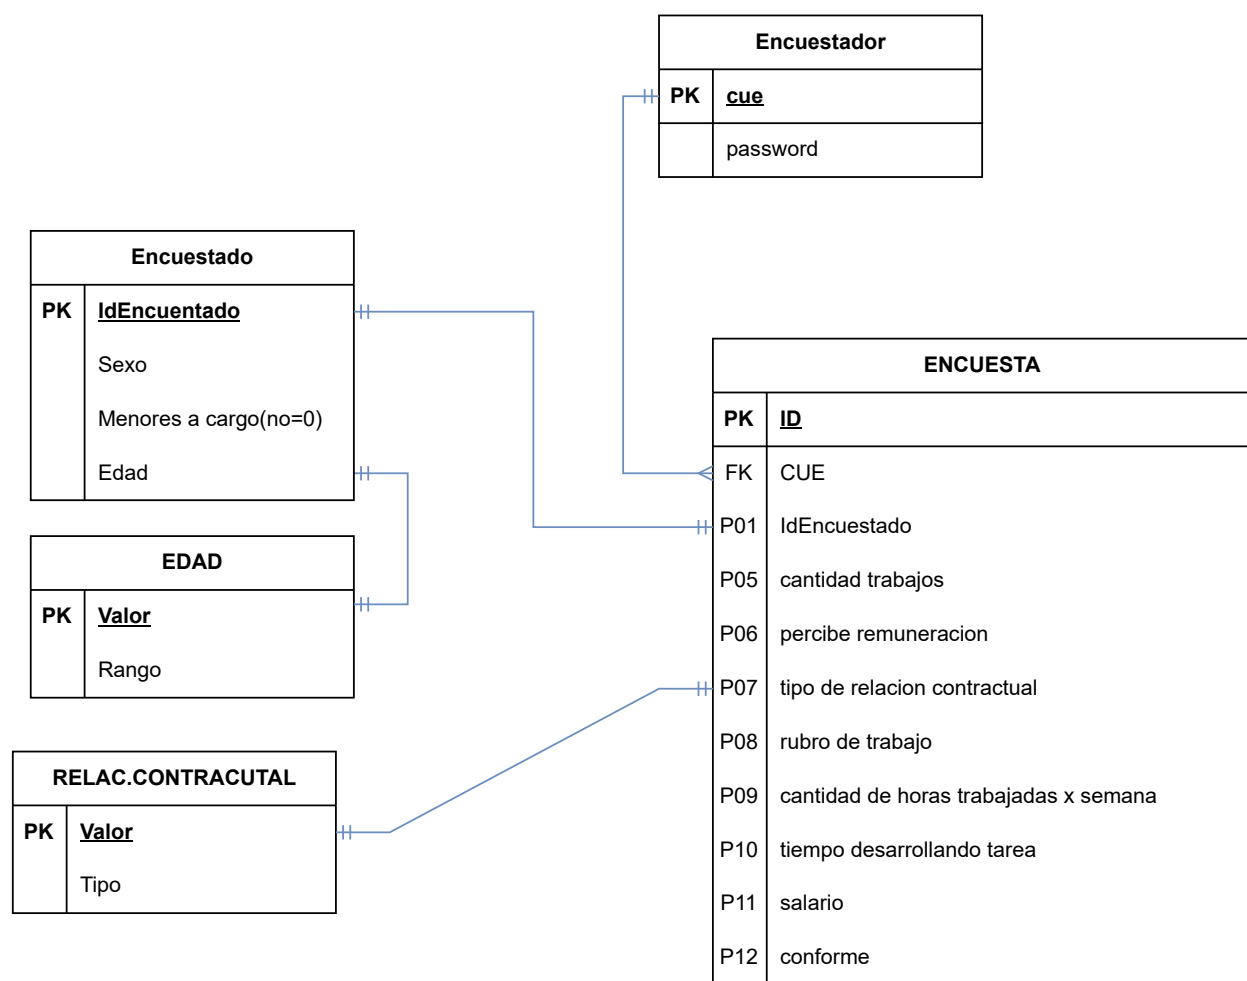 Encuestador
PK cue
password
Encuestado
PK IdEncuentado
Sexo
Menores a cargo(no=0)
Edad
EDAD
PK Valor
Rango
RELAC.CONTRACUTAL
PK Valor
Tipo
ENCUESTA
PK ID
FK CUE
P01 IdEncuestado
P05 cantidad trabajos
P06 percibe remuneracion
P07 tipo de relacion contractual
P08 rubro de trabajo
P09 cantidad de horas trabajadas x semana
P10 tiempo desarrollando tarea
P11 salario
P12 conforme